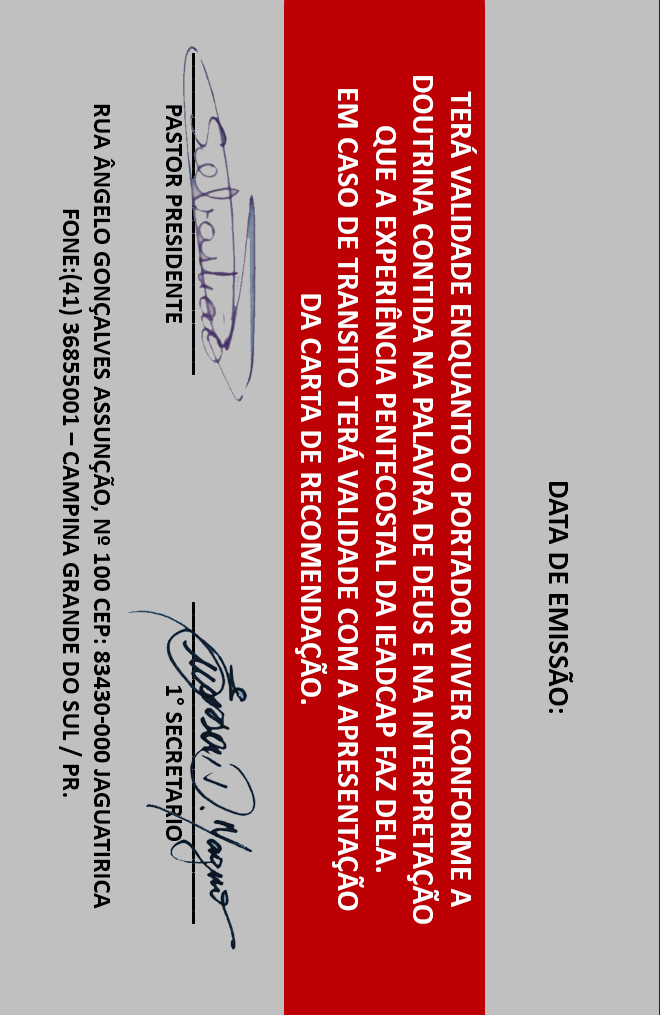 DATA DE EMISSÃO:
TERÁ VALIDADE ENQUANTO O PORTADOR VIVER CONFORME A
DOUTRINA CONTIDA NA PALAVRA DE DEUS E NA INTERPRETAÇÃO
QUE A EXPERIÊNCIA PENTECOSTAL DA IEADCAP FAZ DELA.
EM CASO DE TRANSITO TERÁ VALIDADE COM A APRESENTAÇÃO
DA CARTA DE RECOMENDAÇÃO.
Sebastião
PASTOR PRESIDENTE
1° SECRETARIO
RUA ÂNGELO GONÇALVES ASSUNÇÃO, Nº 100 CEP: 83430-000 JAGUATIRICA
FONE:(41) 36855001 – CAMPINA GRANDE DO SUL / PR.